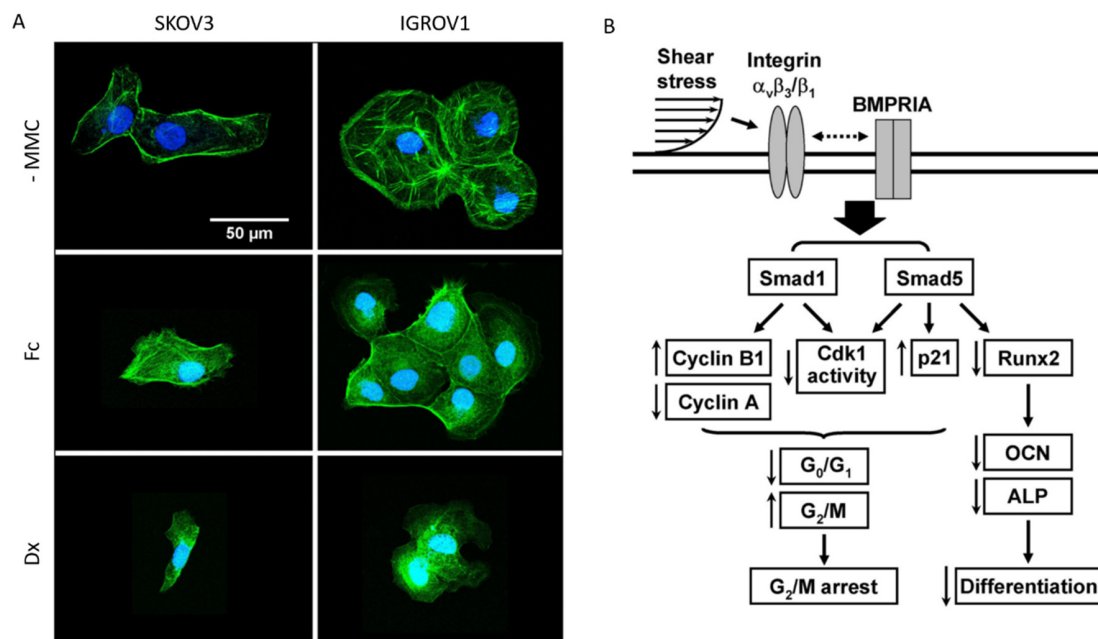 A
SKOV3
IGROV1
- MMC
50 µm
Fc
Dx
B
Shear
stress
Integrin
αvβ3/β1
BMPRIA
Smad1
Smad5
Cyclin B1
Cdk1
activity
p21
Runx2
Cyclin A
G0/G1
OCN
G2/M
ALP
G2/M arrest
Differentiation